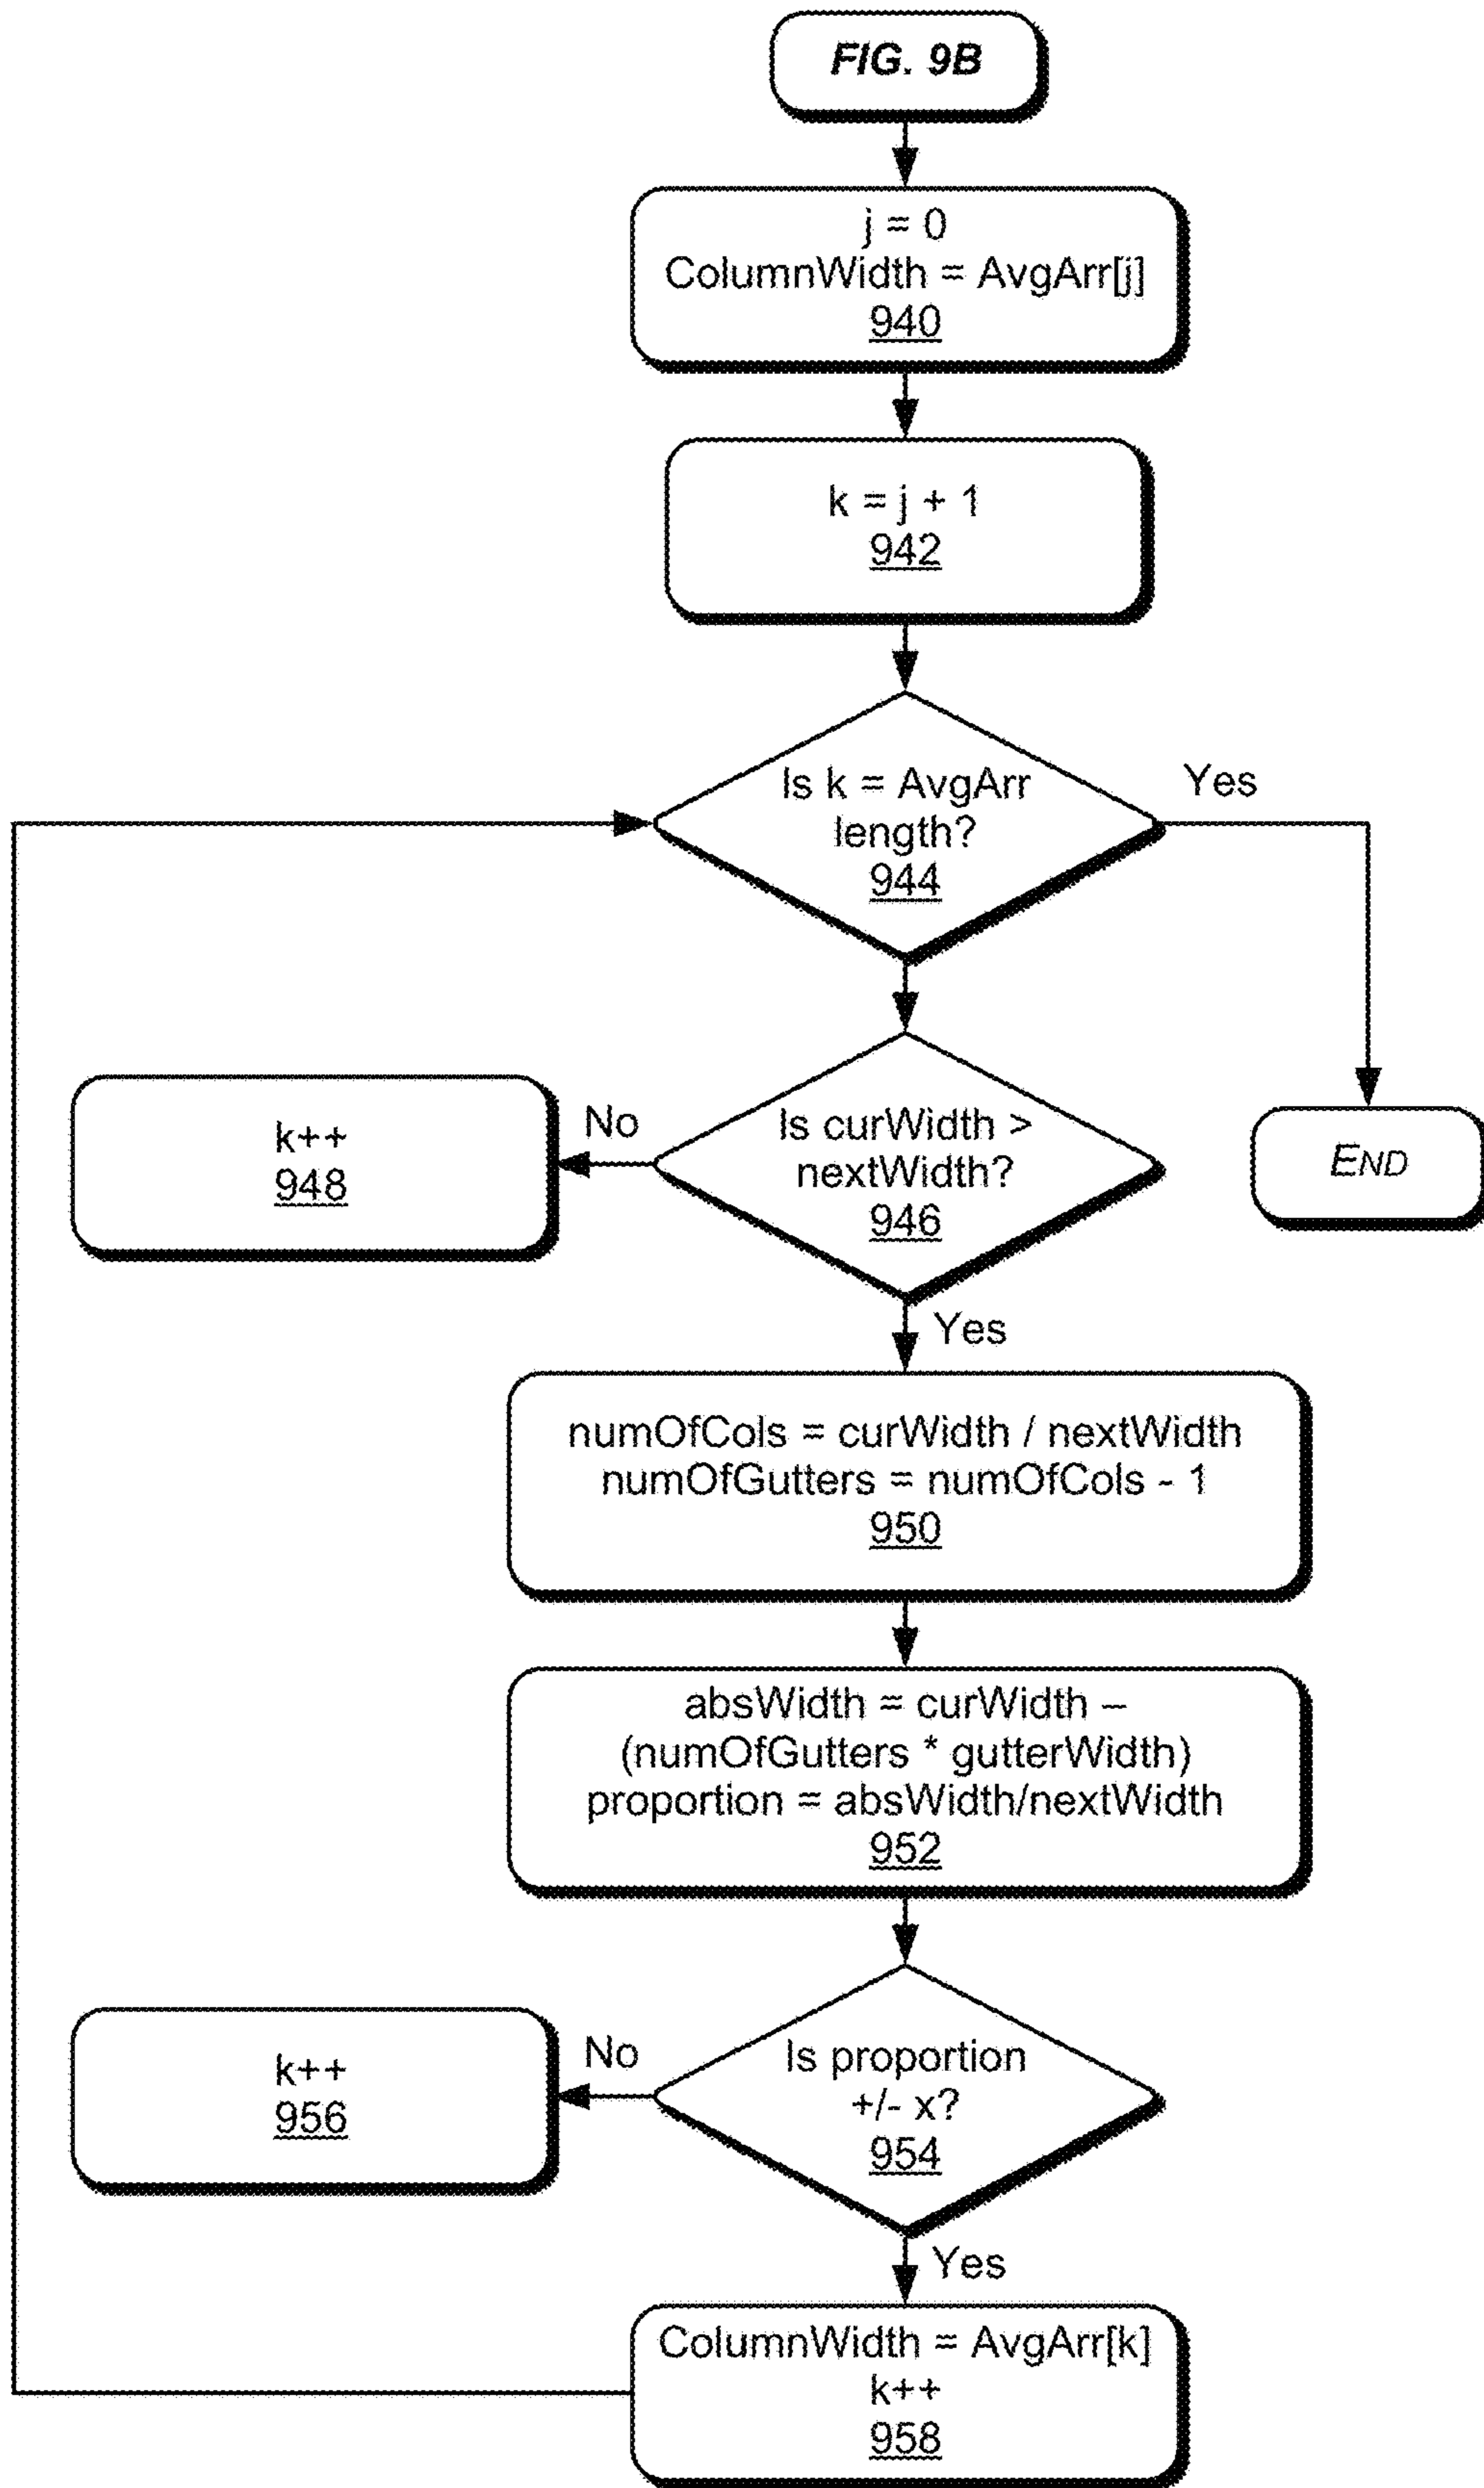 FIG. 9B
j = 0
ColumnWidth = AvgArr[j]
940
k = j + 1
942
Is k = AvgArr
length?
944
Yes
Is curWidth >
nextWidth?
946
No
k++
948
END
Yes
numOfCols = curWidth / nextWidth
numOfGutters = numOfCols - 1
950
absWidth = curWidth –
(numOfGutters * gutterWidth)
proportion = absWidth/nextWidth
952
Is proportion
+/- x?
954
No
k++
956
Yes
ColumnWidth = AvgArr[k]
k++
958